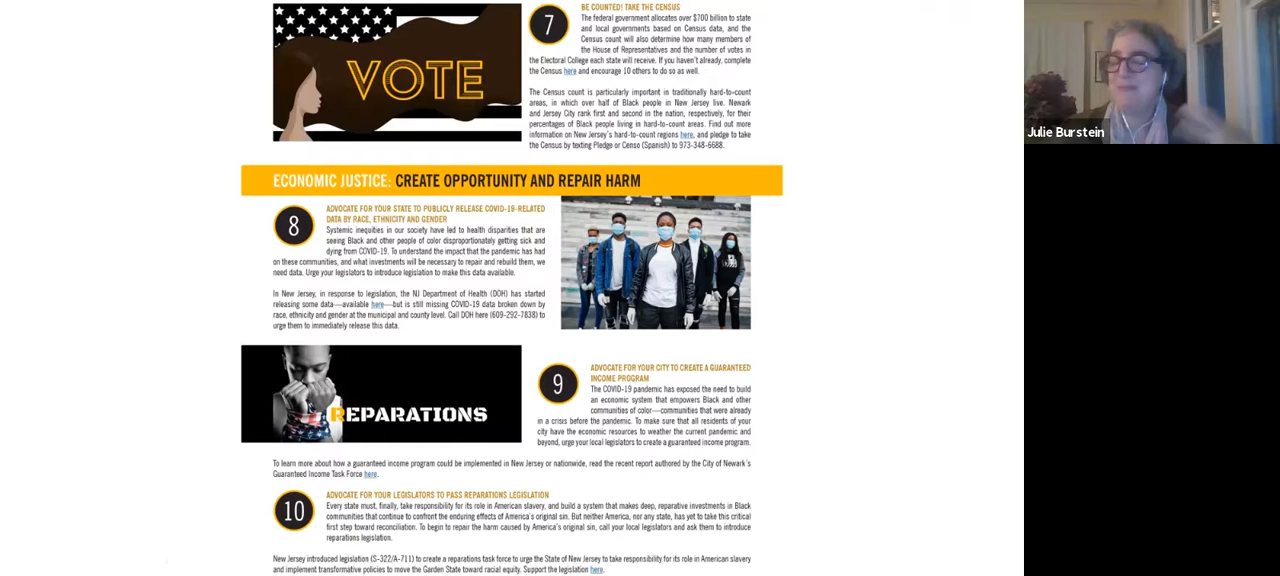 VOTE
7
BE COUNTED! TAKE THE CENSUS
The federal government allocates over $700 billion to state
and local governments based on Census data, and the
Census count will also determine how many members of
the House of Representatives and the number of votes in
the Electoral College each state will receive. If you haven't already, complete
the Census here and encourage 10 others to do so as well.
The Census count is particularly important in traditionally hard-to-count
areas, in which over half of Black people in New Jersey live. Newark
and Jersey City rank first and second in the nation, respectively, for their
percentages of Black people living in hard-to-count areas. Find out more
information on New Jersey's hard-to-count regions here, and pledge to take
the Census by texting Pledge or Censo (Spanish) to 973-348-6688.
Julie Burstein
ECONOMIC JUSTICE: CREATE OPPORTUNITY AND REPAIR HARM
8
ADVOCATE FOR YOUR STATE TO PUBLICLY RELEASE COVID-19-RELATED
DATA BY RACE, ETHNICITY AND GENDER
Systemic inequities in our society have led to health disparities that are
seeing Black and other people of color disproportionately getting sick and
dying from COVID-19. To understand the impact that the pandemic has had
on these communities, and what investments will be necessary to repair and rebuild them, we
need data. Urge your legislators to introduce legislation to make this data available.
In New Jersey, in response to legislation, the NJ Department of Health (DOH) has started
releasing some data—available here—but is still missing COVID-19 data broken down by
race, ethnicity and gender at the municipal and county level. Call DOH here (609-292-7838) to
urge them to immediately release this data.
REPARATIONS
9
ADVOCATE FOR YOUR CITY TO CREATE A GUARANTEED
INCOME PROGRAM
The COVID-19 pandemic has exposed the need to build
an economic system that empowers Black and other
communities of color—communities that were already
in a crisis before the pandemic. To make sure that all residents of your
city have the economic resources to weather the current pandemic and
beyond, urge your local legislators to create a guaranteed income program.
To learn more about how a guaranteed income program could be implemented in New Jersey or nationwide, read the recent report authored by the City of Newark's
Guaranteed Income Task Force here.
10
ADVOCATE FOR YOUR LEGISLATORS TO PASS REPARATIONS LEGISLATION
Every state must, finally, take responsibility for its role in American slavery, and build a system that makes deep, reparative investments in Black
communities that continue to confront the enduring effects of America's original sin. But neither America, nor any state, has yet to take this critical
first step toward reconciliation. To begin to repair the harm caused by America's original sin, call your local legislators and ask them to introduce
reparations legislation.
New Jersey introduced legislation (S-322/A-711) to create a reparations task force to urge the State of New Jersey to take responsibility for its role in American slavery
and implement transformative policies to move the Garden State toward racial equity. Support the legislation here.